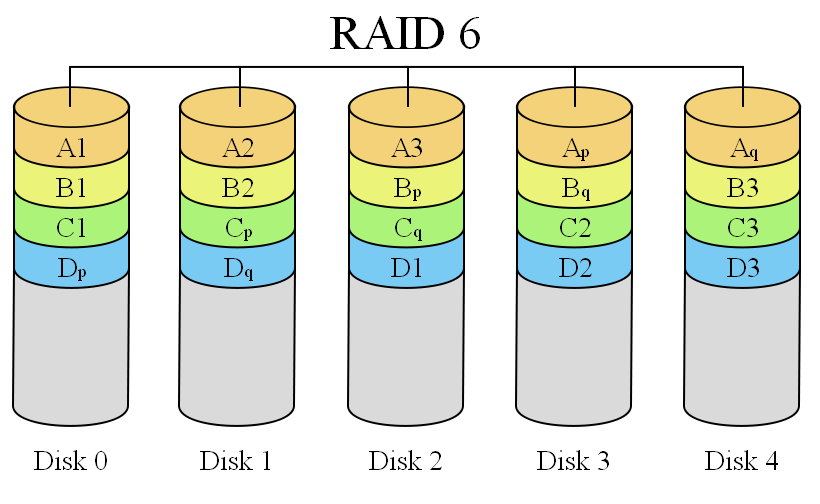 RAID 6
A1 A2 A3 Ap Aq
B1 B2 Bp Bq B3
C1 Cp Cq C2 C3
Dp Dq D1 D2 D3
Disk 0 Disk 1 Disk 2 Disk 3 Disk 4